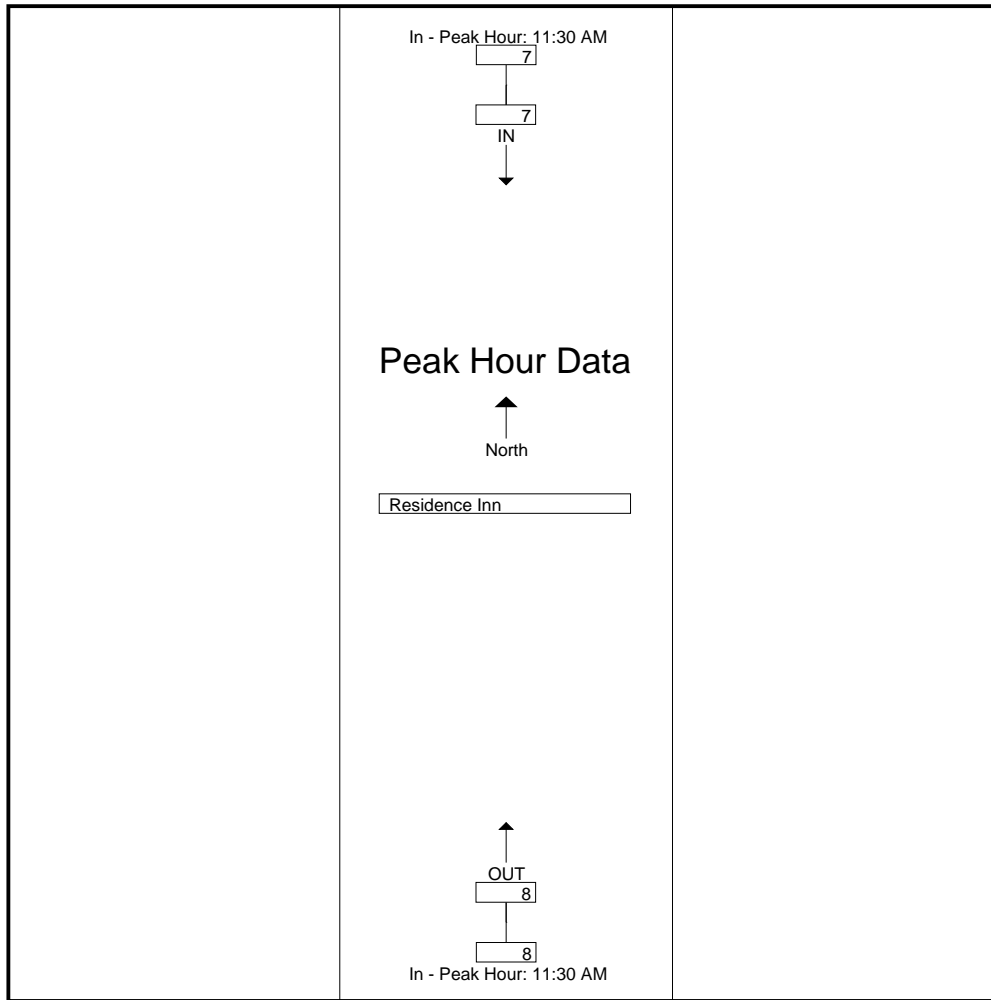 In - Peak Hour: 11:30 AM
7
7
IN
Peak Hour Data
North
Residence Inn
OUT
8
8
In - Peak Hour: 11:30 AM